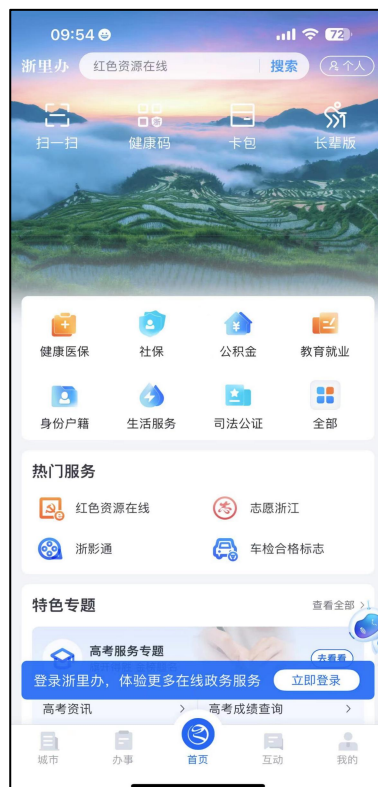 09:54
72
浙里办 红色资源在线 搜索 个人
扫一扫 健康码 卡包 长辈版
健康医保 社保 公积金 教育就业
身份户籍 生活服务 司法公证 全部
热门服务
红色资源在线 志愿浙江
浙影通 车检合格标志
特色专题 查看全部 >
高考服务专题
去看看
登录浙里办，体验更多在线政务服务 立即登录
高考资讯 > 高考成绩查询 >
城市 办事 首页 互动 我的